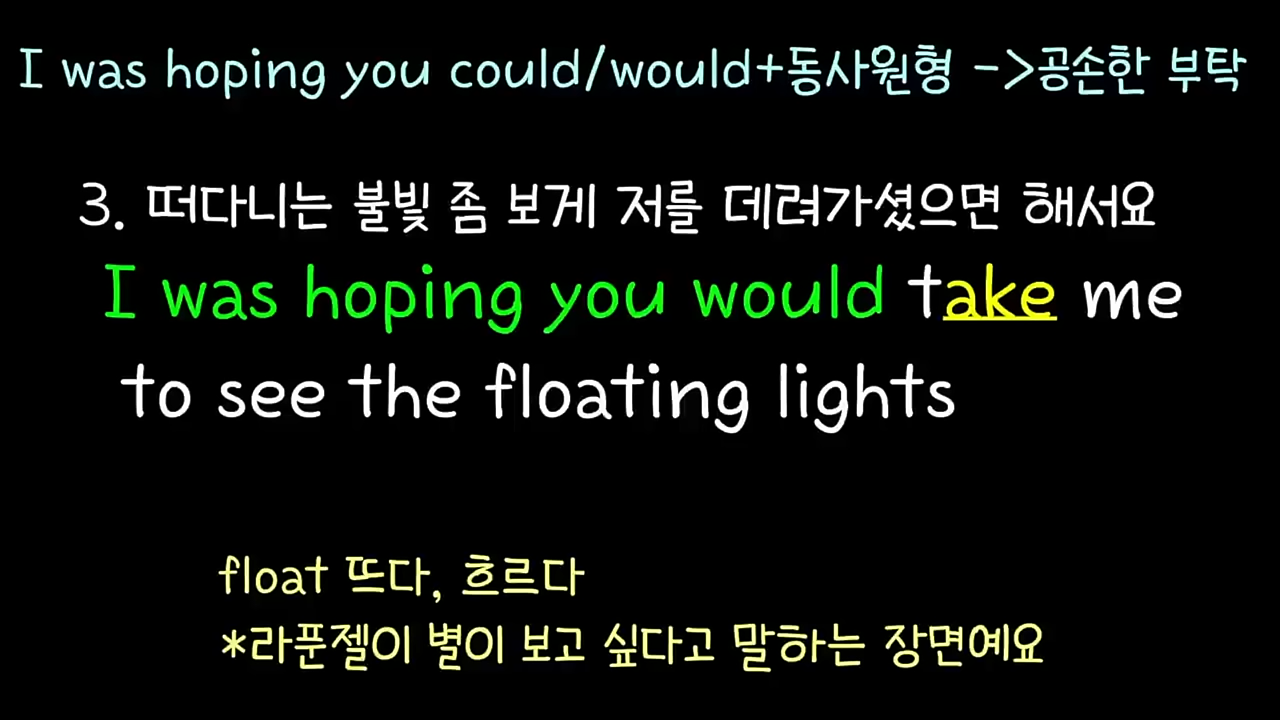 I was hoping you could/would+동사원형 ->공손한 부탁
3. 떠다니는 불빛 좀 보게 저를 데려가셨으면 해서요
I was hoping you would take me
to see the floating lights
float 뜨다, 흐르다
*라푼젤이 별이 보고 싶다고 말하는 장면예요